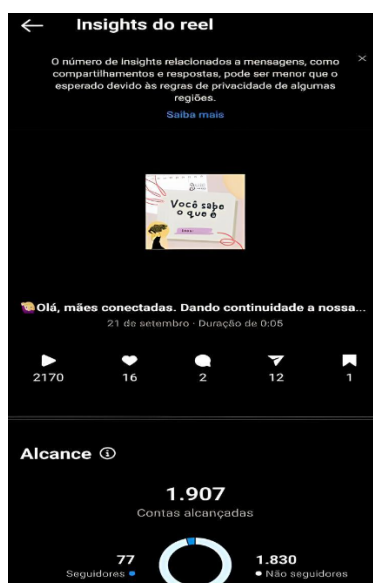 Insights do reel
O número de insights relacionados a mensagens, como
compartilhamentos e respostas, pode ser menor que o
esperado devido às regras de privacidade de algumas
regiões.
Saiba mais
Você sabe
o que é
Olá, mães conectadas. Dando continuidade a nossa...
21 de setembro · Duração de 0:05
2170 16 2 12 1
Alcance
1.907
Contas alcançadas
77 1.830
Seguidores Não seguidores